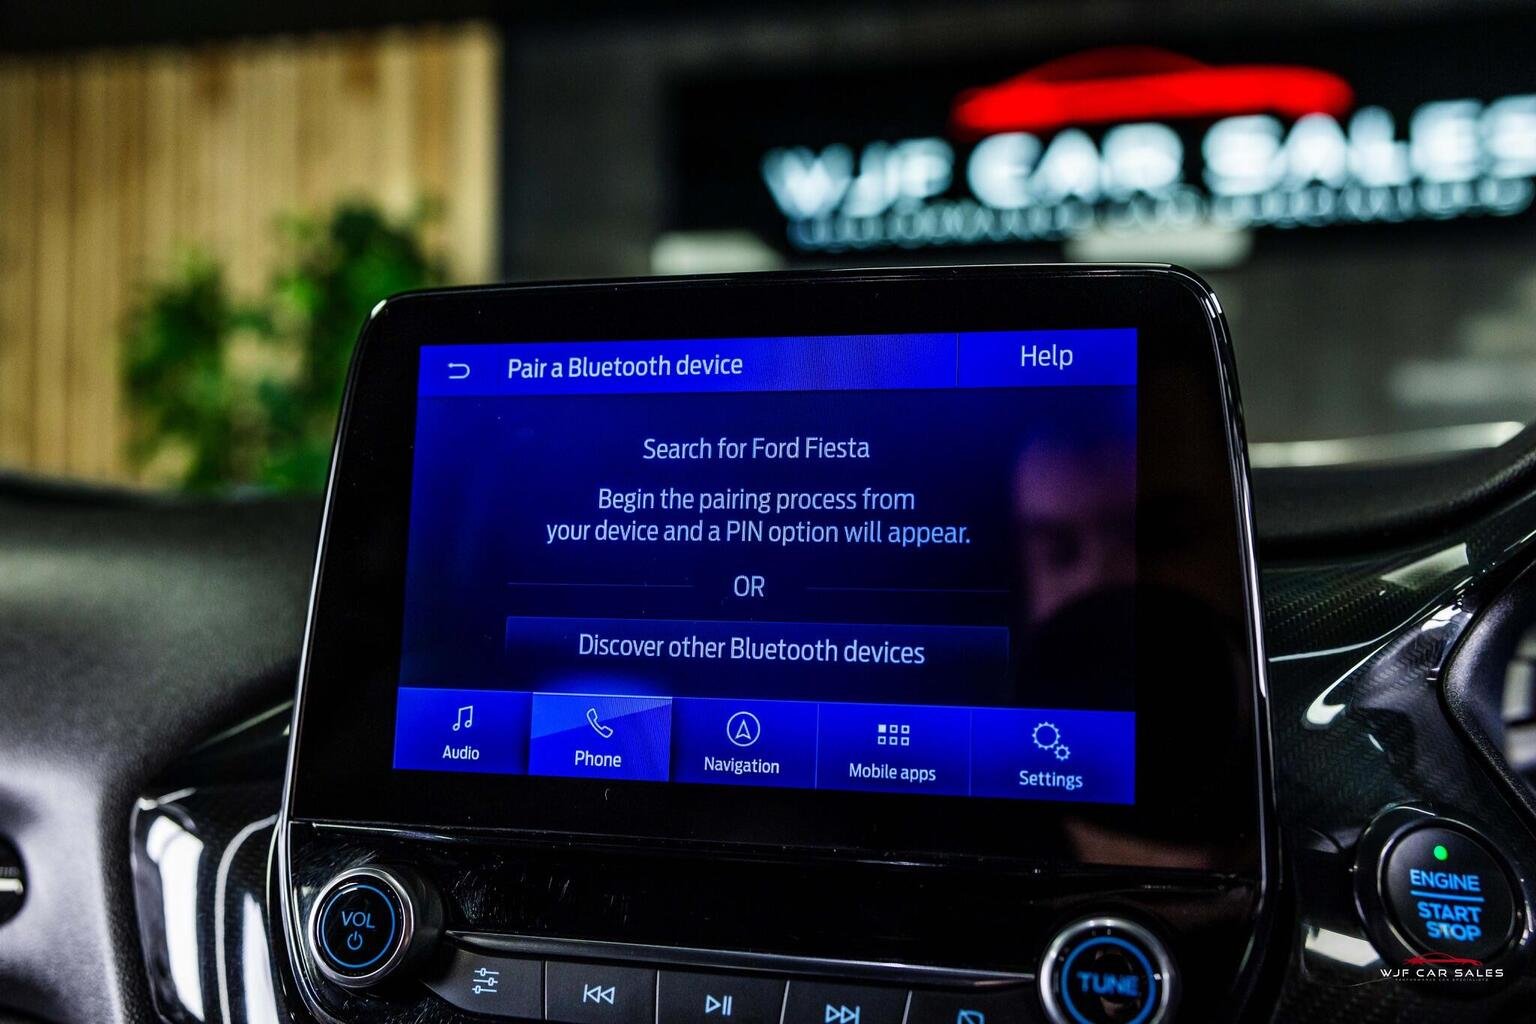 WJF CAR SALES
Pair a Bluetooth device
Help
Search for Ford Fiesta
Begin the pairing process from
your device and a PIN option will appear.
OR
Discover other Bluetooth devices
Audio
Phone
Navigation
Mobile apps
Settings
VOL
TUNE
ENGINE
START
STOP
WJF CAR SALES